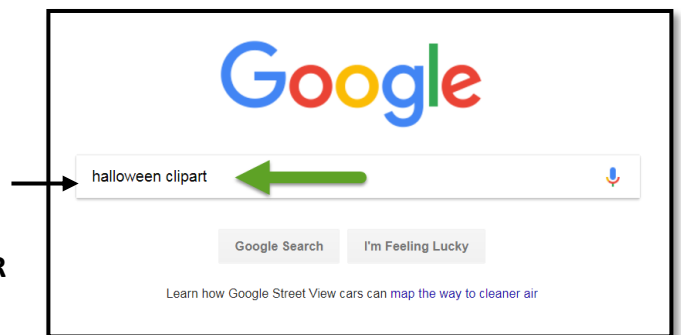 Google
halloween clipart
Google Search I'm Feeling Lucky
R
Learn how Google Street View cars can map the way to cleaner air